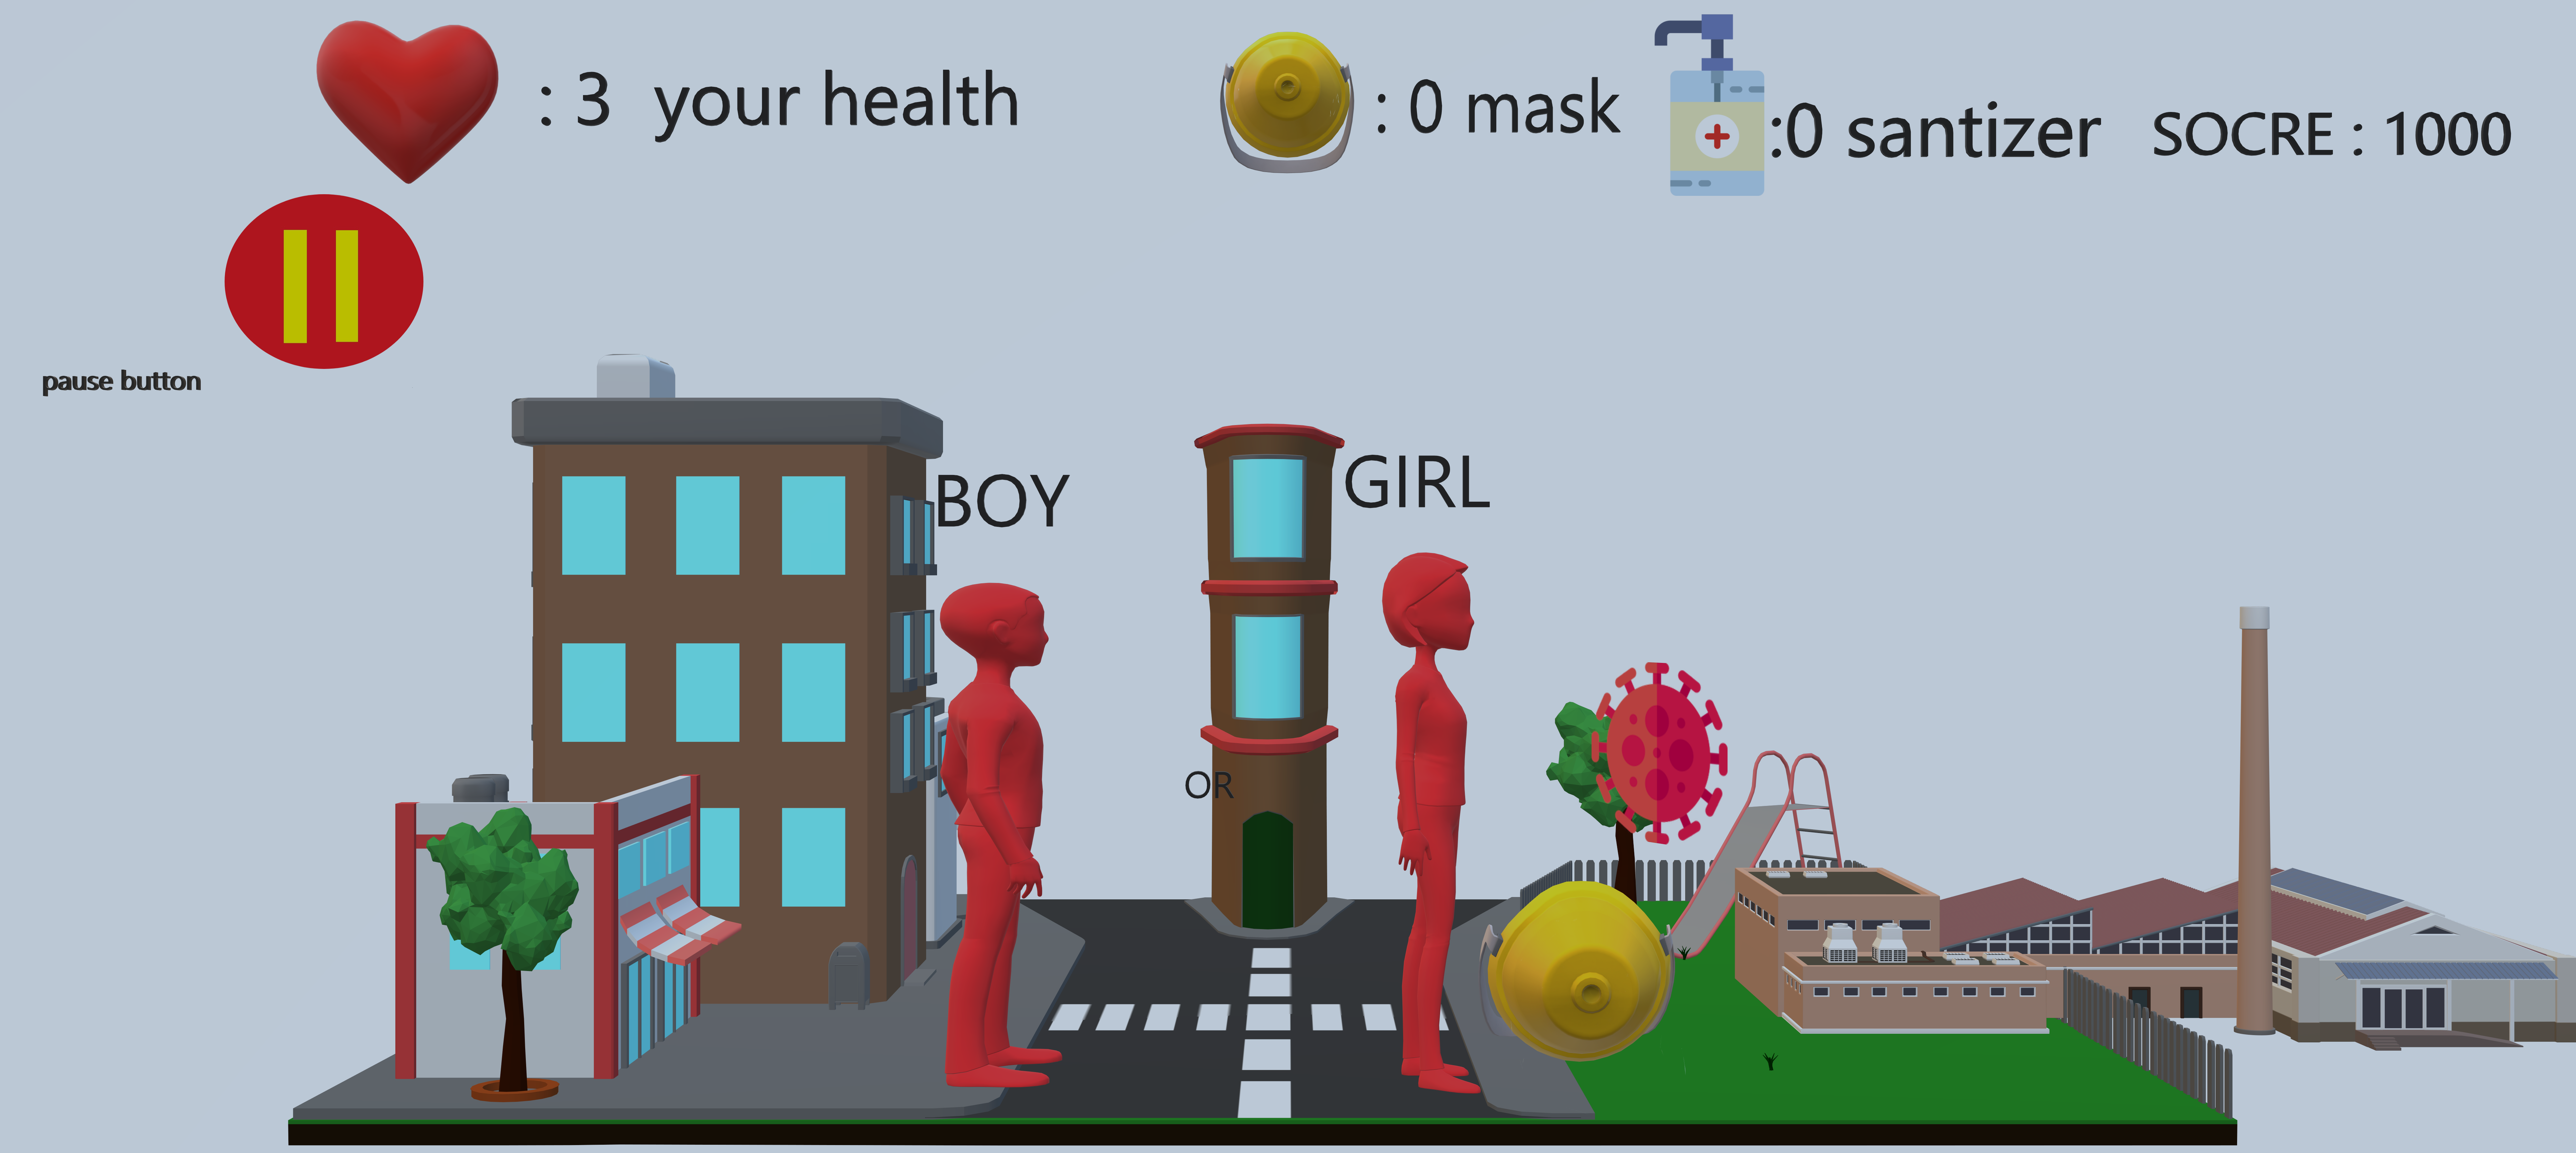 : 3  your health
: 0 mask
:0 santizer
SOCRE : 1000
pause button
BOY
GIRL
OR